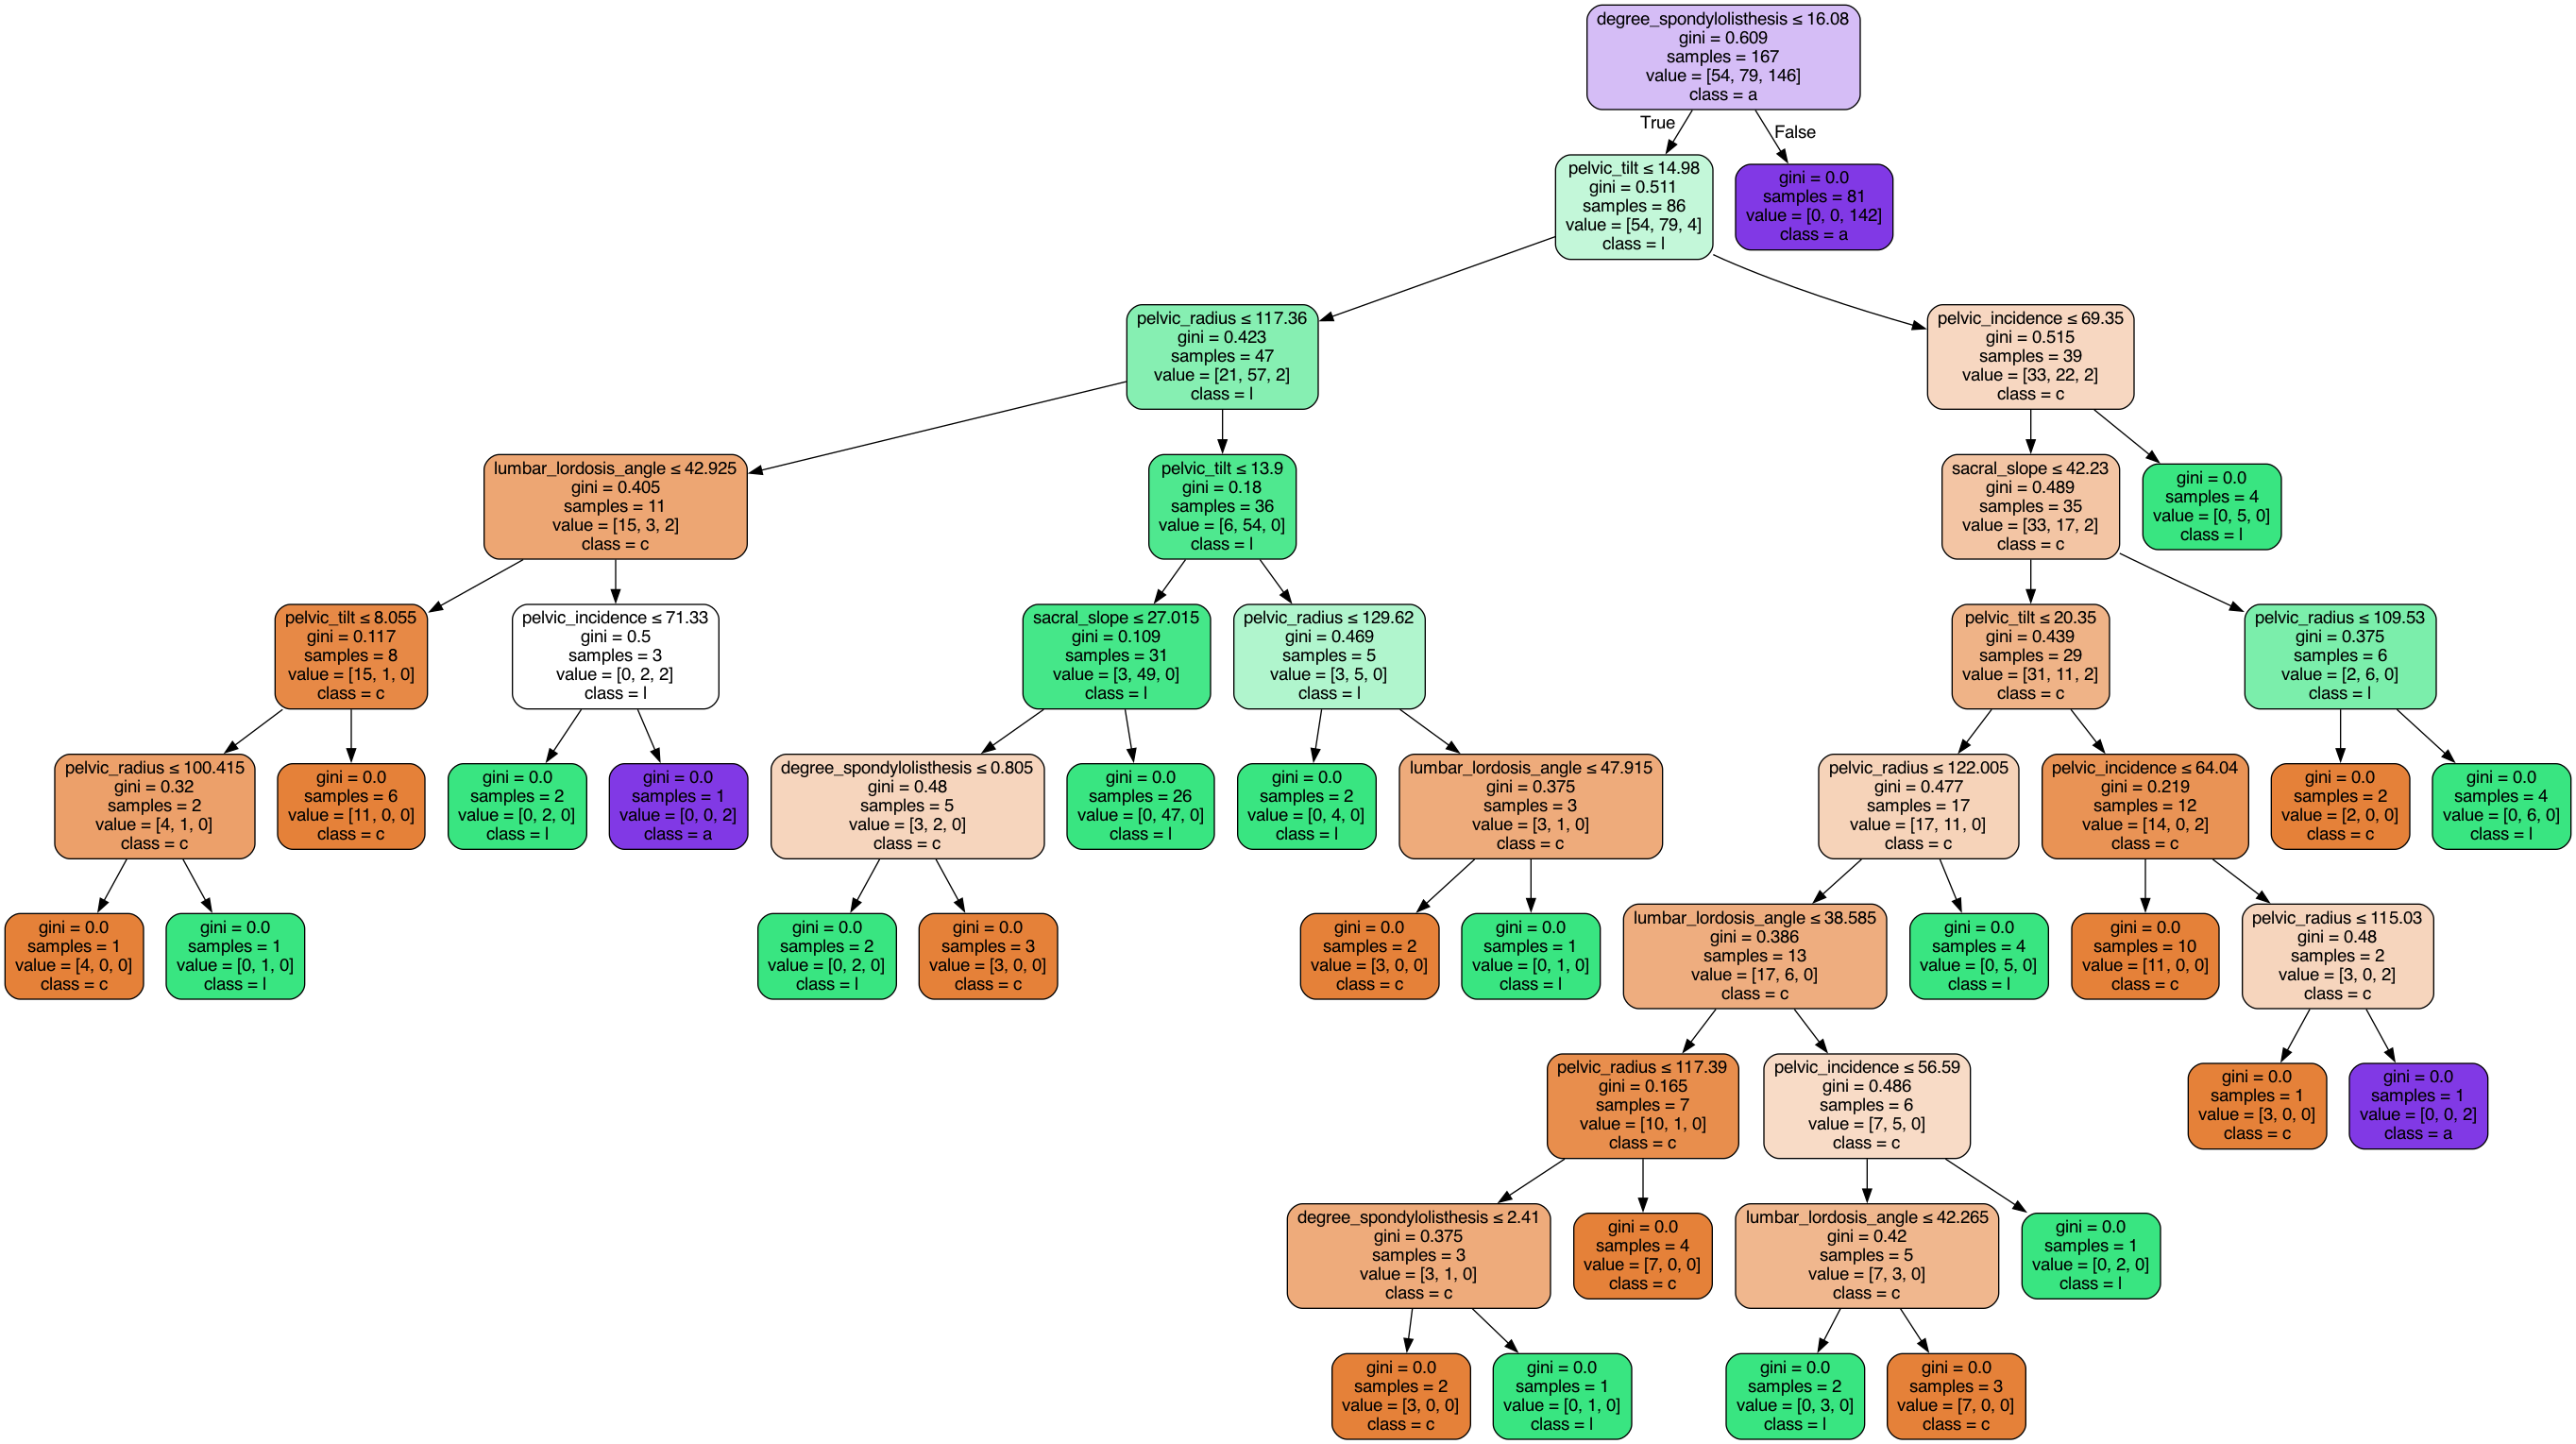 degree_spondylolisthesis ≤ 16.08
gini = 0.609
samples = 167
value = [54, 79, 146]
class = a
True
False
pelvic_tilt ≤ 14.98
gini = 0.511
samples = 86
value = [54, 79, 4]
class = l
gini = 0.0
samples = 81
value = [0, 0, 142]
class = a
pelvic_radius ≤ 117.36
gini = 0.423
samples = 47
value = [21, 57, 2]
class = l
pelvic_incidence ≤ 69.35
gini = 0.515
samples = 39
value = [33, 22, 2]
class = c
lumbar_lordosis_angle ≤ 42.925
gini = 0.405
samples = 11
value = [15, 3, 2]
class = c
pelvic_tilt ≤ 13.9
gini = 0.18
samples = 36
value = [6, 54, 0]
class = l
sacral_slope ≤ 42.23
gini = 0.489
samples = 35
value = [33, 17, 2]
class = c
gini = 0.0
samples = 4
value = [0, 5, 0]
class = l
pelvic_tilt ≤ 8.055
gini = 0.117
samples = 8
value = [15, 1, 0]
class = c
pelvic_incidence ≤ 71.33
gini = 0.5
samples = 3
value = [0, 2, 2]
class = l
sacral_slope ≤ 27.015
gini = 0.109
samples = 31
value = [3, 49, 0]
class = l
pelvic_radius ≤ 129.62
gini = 0.469
samples = 5
value = [3, 5, 0]
class = l
pelvic_tilt ≤ 20.35
gini = 0.439
samples = 29
value = [31, 11, 2]
class = c
pelvic_radius ≤ 109.53
gini = 0.375
samples = 6
value = [2, 6, 0]
class = l
pelvic_radius ≤ 100.415
gini = 0.32
samples = 2
value = [4, 1, 0]
class = c
gini = 0.0
samples = 6
value = [11, 0, 0]
class = c
gini = 0.0
samples = 2
value = [0, 2, 0]
class = l
gini = 0.0
samples = 1
value = [0, 0, 2]
class = a
degree_spondylolisthesis ≤ 0.805
gini = 0.48
samples = 5
value = [3, 2, 0]
class = c
gini = 0.0
samples = 26
value = [0, 47, 0]
class = l
gini = 0.0
samples = 2
value = [0, 4, 0]
class = l
lumbar_lordosis_angle ≤ 47.915
gini = 0.375
samples = 3
value = [3, 1, 0]
class = c
pelvic_radius ≤ 122.005
gini = 0.477
samples = 17
value = [17, 11, 0]
class = c
pelvic_incidence ≤ 64.04
gini = 0.219
samples = 12
value = [14, 0, 2]
class = c
gini = 0.0
samples = 2
value = [2, 0, 0]
class = c
gini = 0.0
samples = 4
value = [0, 6, 0]
class = l
gini = 0.0
samples = 1
value = [4, 0, 0]
class = c
gini = 0.0
samples = 1
value = [0, 1, 0]
class = l
gini = 0.0
samples = 2
value = [0, 2, 0]
class = l
gini = 0.0
samples = 3
value = [3, 0, 0]
class = c
gini = 0.0
samples = 2
value = [3, 0, 0]
class = c
gini = 0.0
samples = 1
value = [0, 1, 0]
class = l
lumbar_lordosis_angle ≤ 38.585
gini = 0.386
samples = 13
value = [17, 6, 0]
class = c
gini = 0.0
samples = 4
value = [0, 5, 0]
class = l
gini = 0.0
samples = 10
value = [11, 0, 0]
class = c
pelvic_radius ≤ 115.03
gini = 0.48
samples = 2
value = [3, 0, 2]
class = c
pelvic_radius ≤ 117.39
gini = 0.165
samples = 7
value = [10, 1, 0]
class = c
pelvic_incidence ≤ 56.59
gini = 0.486
samples = 6
value = [7, 5, 0]
class = c
gini = 0.0
samples = 1
value = [3, 0, 0]
class = c
gini = 0.0
samples = 1
value = [0, 0, 2]
class = a
degree_spondylolisthesis ≤ 2.41
gini = 0.375
samples = 3
value = [3, 1, 0]
class = c
gini = 0.0
samples = 4
value = [7, 0, 0]
class = c
lumbar_lordosis_angle ≤ 42.265
gini = 0.42
samples = 5
value = [7, 3, 0]
class = c
gini = 0.0
samples = 1
value = [0, 2, 0]
class = l
gini = 0.0
samples = 2
value = [3, 0, 0]
class = c
gini = 0.0
samples = 1
value = [0, 1, 0]
class = l
gini = 0.0
samples = 2
value = [0, 3, 0]
class = l
gini = 0.0
samples = 3
value = [7, 0, 0]
class = c